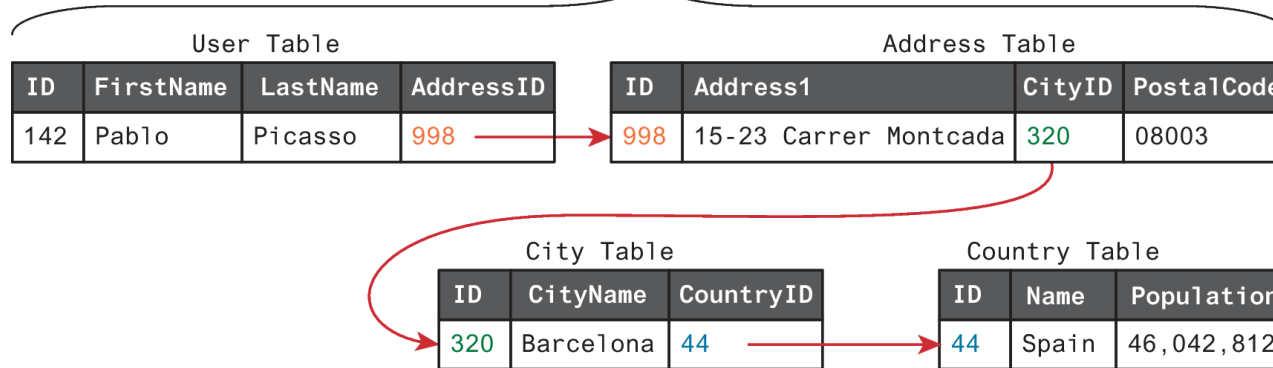 User Table Address Table
ID FirstName LastName AddressID ID Address1 CityID PostalCode
142 Pablo Picasso 998 998 15-23 Carrer Montcada 320 08003
City Table Country Table
ID CityName CountryID ID Name Population
320 Barcelona 44 44 Spain 46,042,812